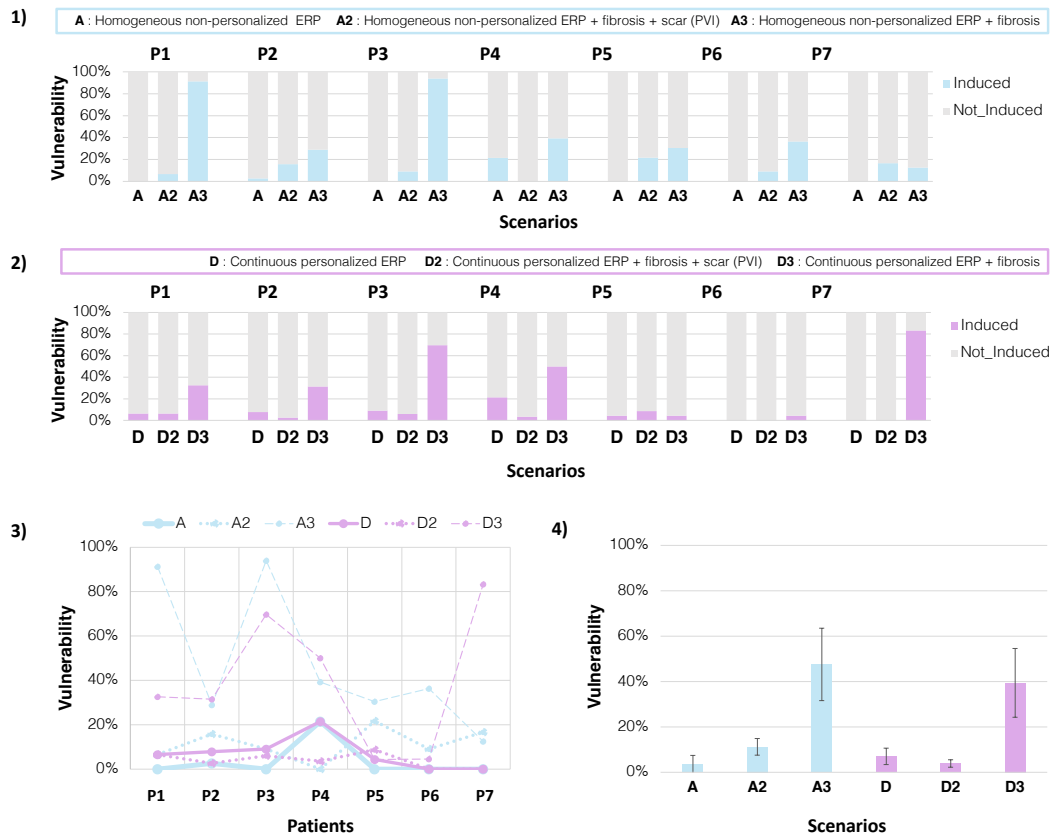 1)
A : Homogeneous non-personalized ERP A2 : Homogeneous non-personalized ERP + fibrosis + scar (PVI) A3 : Homogeneous non-personalized ERP + fibrosis
P1 P2 P3 P4 P5 P6 P7
Vulnerability
100%
80%
60%
40%
20%
0%
A A2 A3 A A2 A3 A A2 A3 A A2 A3 A A2 A3 A A2 A3 A A2 A3
Scenarios
Induced
Not_Induced
2)
D : Continuous personalized ERP D2 : Continuous personalized ERP + fibrosis + scar (PVI) D3 : Continuous personalized ERP + fibrosis
P1 P2 P3 P4 P5 P6 P7
Vulnerability
100%
80%
60%
40%
20%
0%
D D2 D3 D D2 D3 D D2 D3 D D2 D3 D D2 D3 D D2 D3 D D2 D3
Scenarios
Induced
Not_Induced
3)
A A2 A3 D D2 D3
Vulnerability
100%
80%
60%
40%
20%
0%
P1 P2 P3 P4 P5 P6 P7
Patients
4)
Vulnerability
100%
80%
60%
40%
20%
0%
A A2 A3 D D2 D3
Scenarios